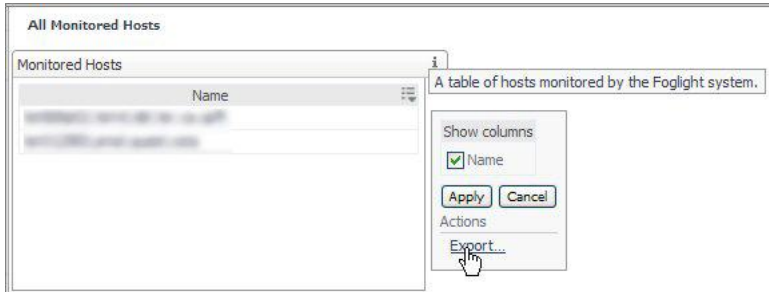 All Monitored Hosts
Monitored Hosts
i
A table of hosts monitored by the Foglight system.
Name
Show columns
Name
Apply Cancel
Actions
Export...